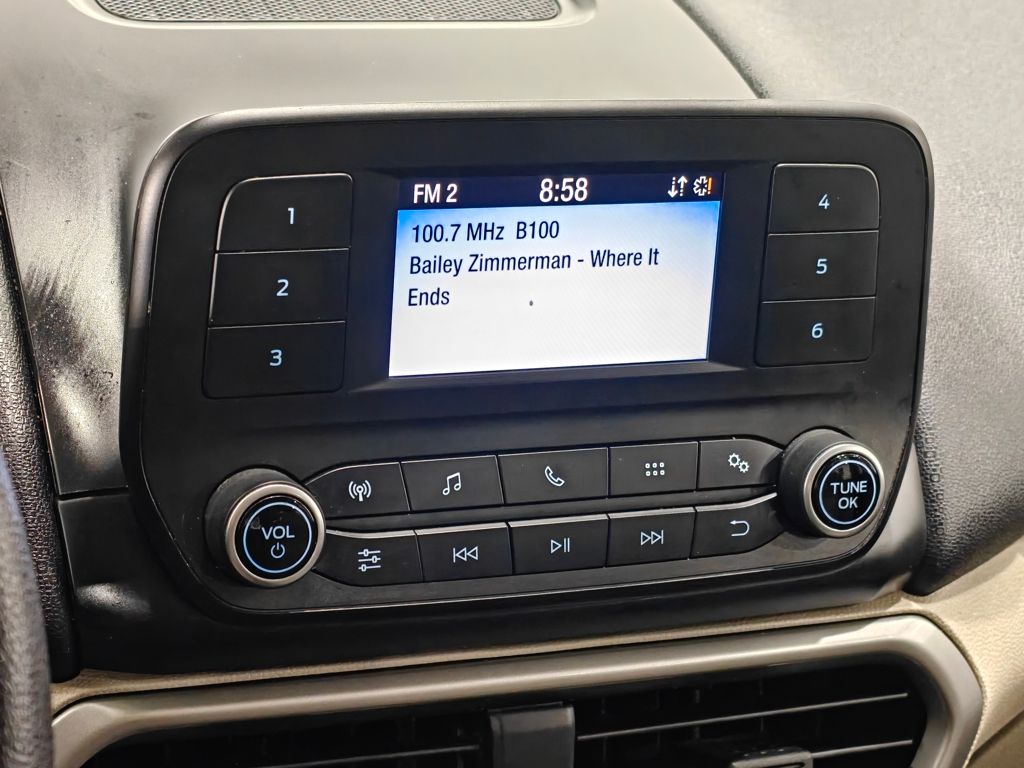 FM 2 8:58
100.7 MHz B100
Bailey Zimmerman - Where It
Ends
1
2
3
4
5
6
VOL
TUNE
OK